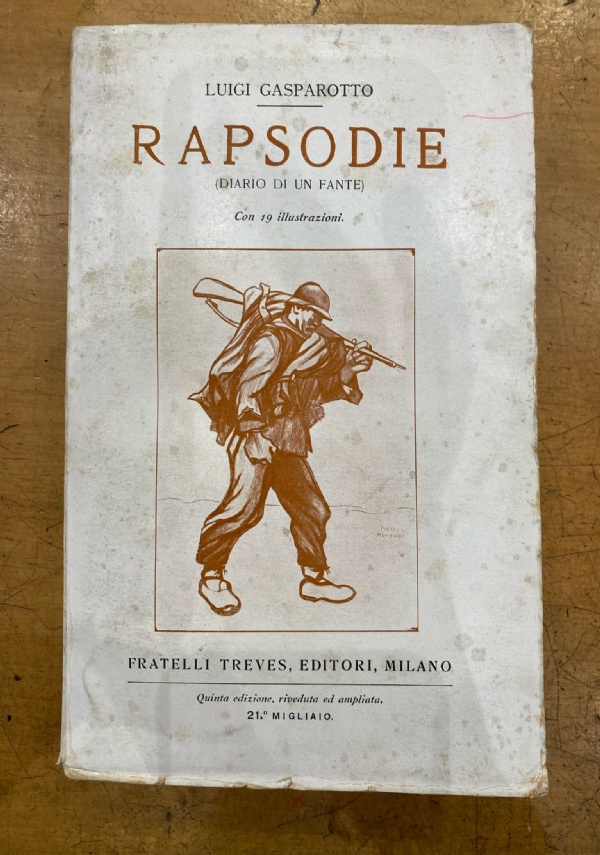 LUIGI GASPAROTTO
RAPSODIE
(DIARIO DI UN FANTE)
Con 19 illustrazioni.
FRATELLI TREVES, EDITORI, MILANO
Quinta edizione, riveduta ed ampliata.
21.º MIGLIAIO.